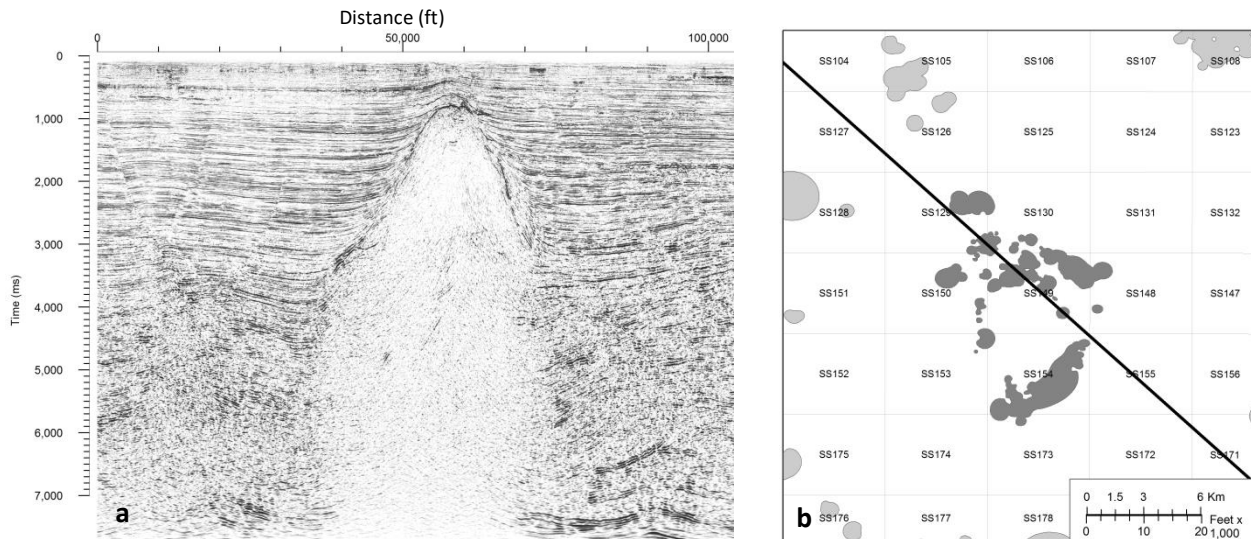 Distance (ft)
0 50,000 100,000
0
1,000
2,000
3,000
4,000
5,000
6,000
7,000
Time (ms)
a
SS104 SS105 SS106 SS107 SS108
SS127 SS126 SS125 SS124 SS123
SS128 SS129 SS130 SS131 SS132
SS151 SS150 SS149 SS148 SS147
SS152 SS153 SS154 SS155 SS156
SS175 SS174 SS173 SS172 SS171
SS176 SS177 SS178
b
0 1.5 3 6 Km
0 10 20 Feet x
1,000